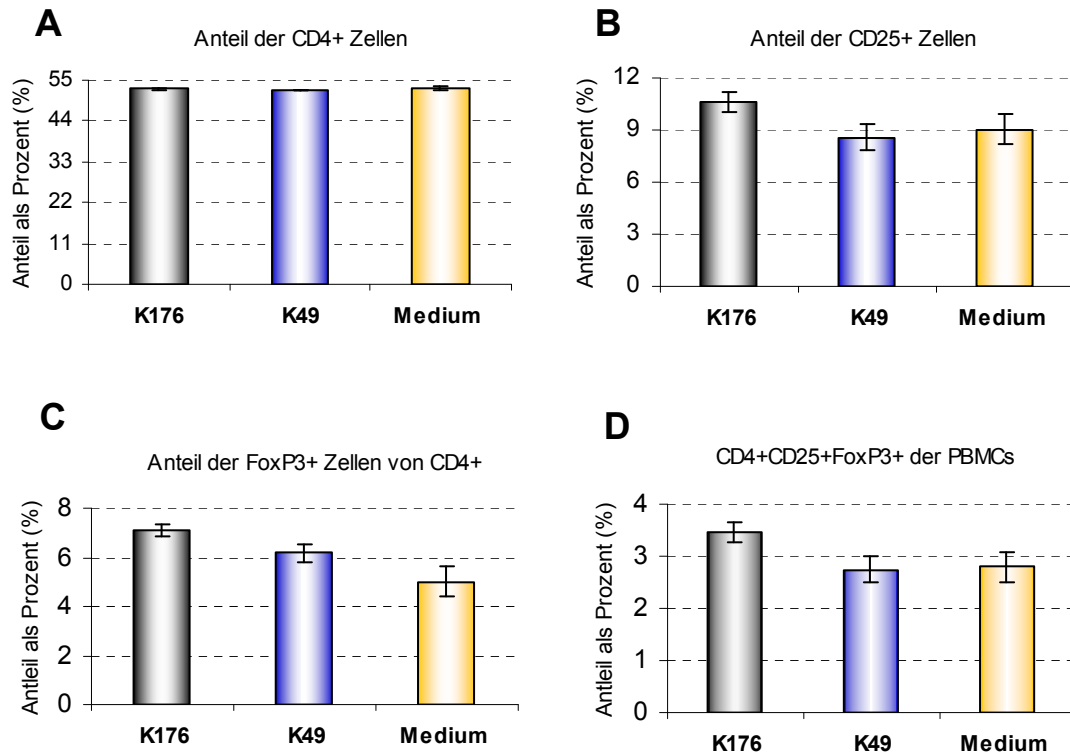 A
Anteil der CD4+ Zellen
Anteil als Prozent (%)
55
44
33
22
11
0
K176 K49 Medium
B
Anteil der CD25+ Zellen
Anteil als Prozent (%)
12
9
6
3
0
K176 K49 Medium
C
Anteil der FoxP3+ Zellen von CD4+
Antleil als Prozent (%)
8
6
4
2
0
K176 K49 Medium
D
CD4+CD25+FoxP3+ der PBMCs
Anteil als Prozent (%)
4
3
2
1
0
K176 K49 Medium